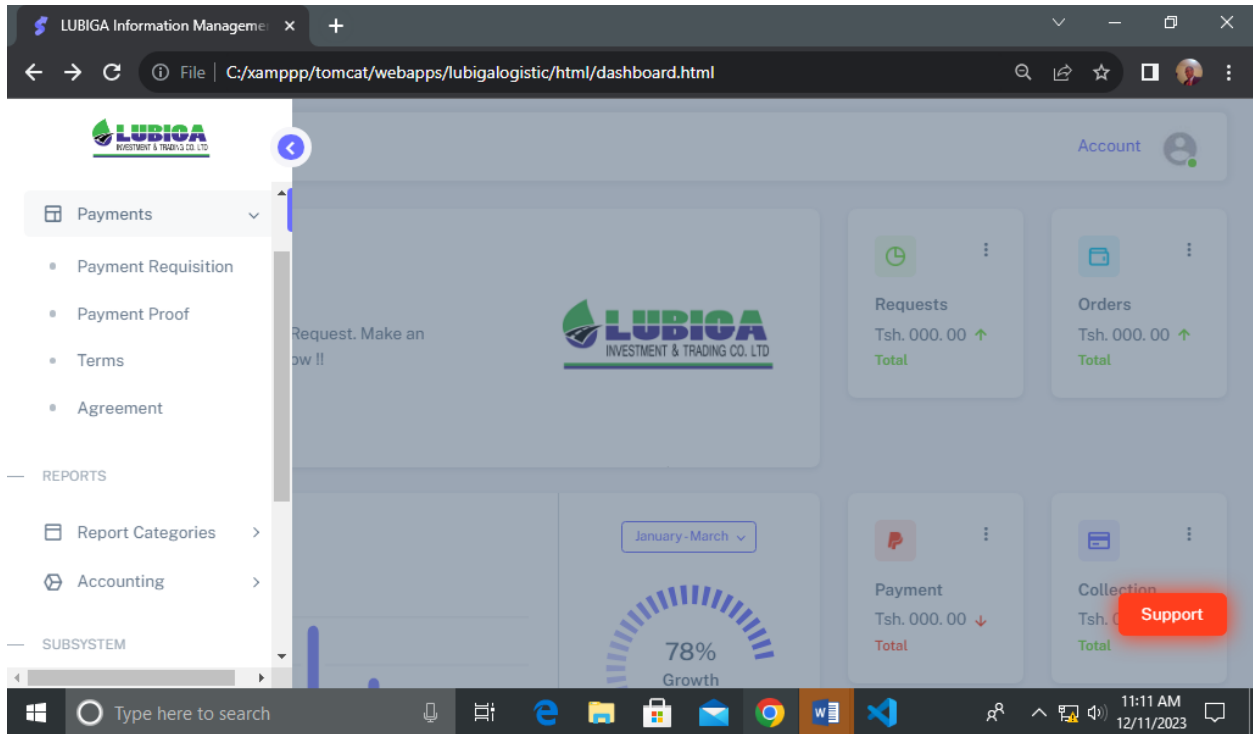 LUBIGA Information Managemen
File | C:/xamppp/tomcat/webapps/lubigalogistic/html/dashboard.html
LUBIGA
INVESTMENT & TRADING CO. LTD
Account
Payments
Payment Requisition
Payment Proof
Terms
Agreement
REPORTS
Report Categories
Accounting
SUBSYSTEM
Request. Make an
ow !!
LUBIGA
INVESTMENT & TRADING CO. LTD
Requests
Tsh. 000. 00
Total
Orders
Tsh. 000. 00
Total
January-March
78%
Growth
Payment
Tsh. 000. 00
Total
Collection
Tsh.
Total
Support
Type here to search
11:11 AM
12/11/2023